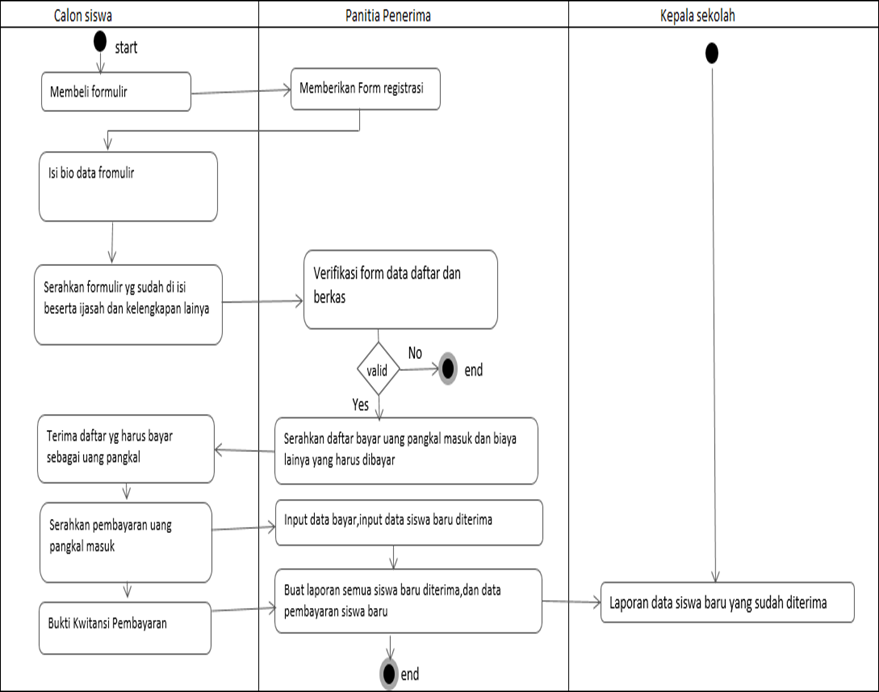 Calon siswa
Panitia Penerima
Kepala sekolah
start
Membeli formulir
Memberikan Form registrasi
Isi bio data fromulir
Serahkan formulir yg sudah di isi
beserta ijasah dan kelengkapan lainya
Verifikasi form data daftar dan
berkas
valid
No
end
Yes
Serahkan daftar bayar uang pangkal masuk dan biaya
lainya yang harus dibayar
Terima daftar yg harus bayar
sebagai uang pangkal
Serahkan pembayaran uang
pangkal masuk
Input data bayar,input data siswa baru diterima
Bukti Kwitansi Pembayaran
Buat laporan semua siswa baru diterima,dan data
pembayaran siswa baru
Laporan data siswa baru yang sudah diterima
end